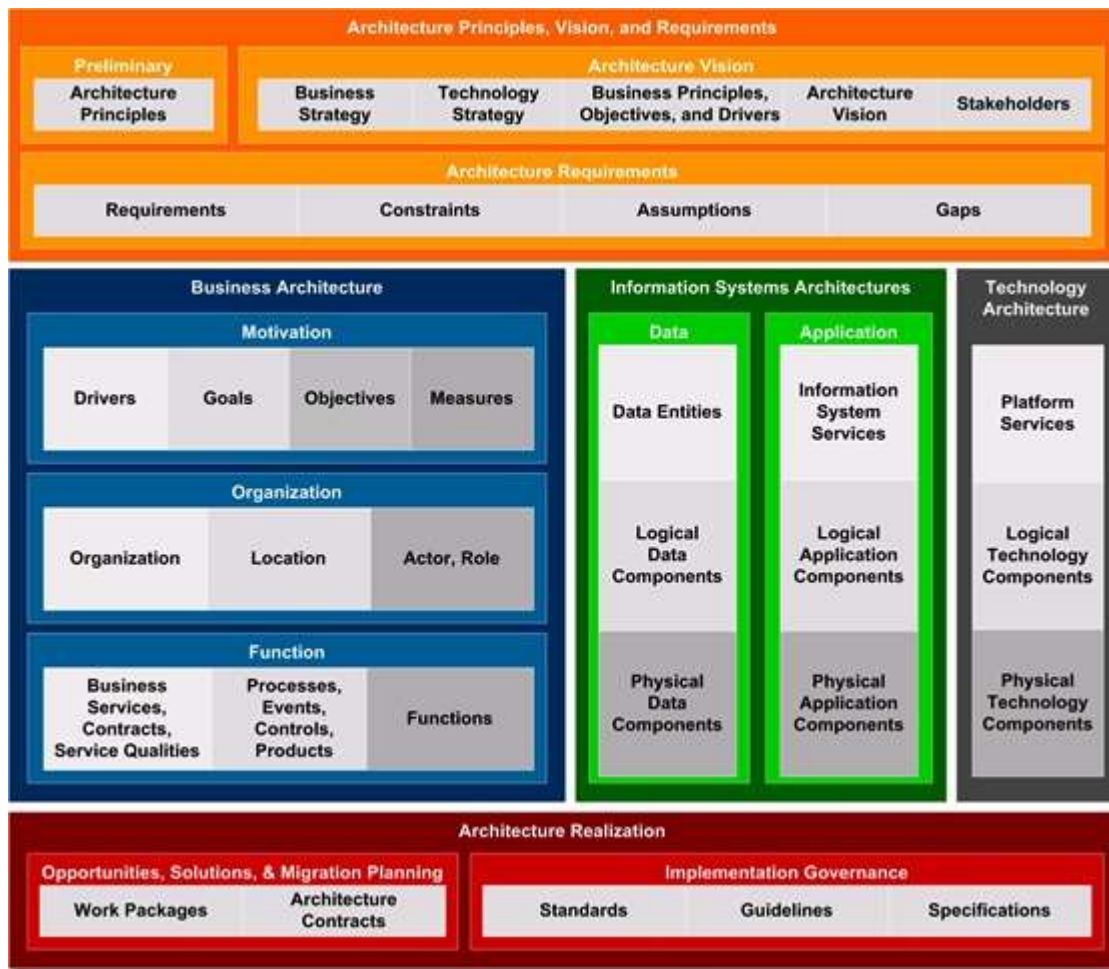 Architecture Principles, Vision, and Requirements
Preliminary
Architecture
Principles
Architecture Vision
Business
Strategy
Technology
Strategy
Business Principles,
Objectives, and Drivers
Architecture
Vision
Stakeholders
Architecture Requirements
Requirements
Constraints
Assumptions
Gaps
Business Architecture
Motivation
Drivers
Goals
Objectives
Measures
Organization
Organization
Location
Actor, Role
Function
Business
Services,
Contracts,
Service Qualities
Processes,
Events,
Controls,
Products
Functions
Information Systems Architectures
Data
Data Entities
Logical
Data
Components
Physical
Data
Components
Application
Information
System
Services
Logical
Application
Components
Physical
Application
Components
Technology
Architecture
Platform
Services
Logical
Technology
Components
Physical
Technology
Components
Architecture Realization
Opportunities, Solutions, & Migration Planning
Work Packages
Architecture
Contracts
Implementation Governance
Standards
Guidelines
Specifications